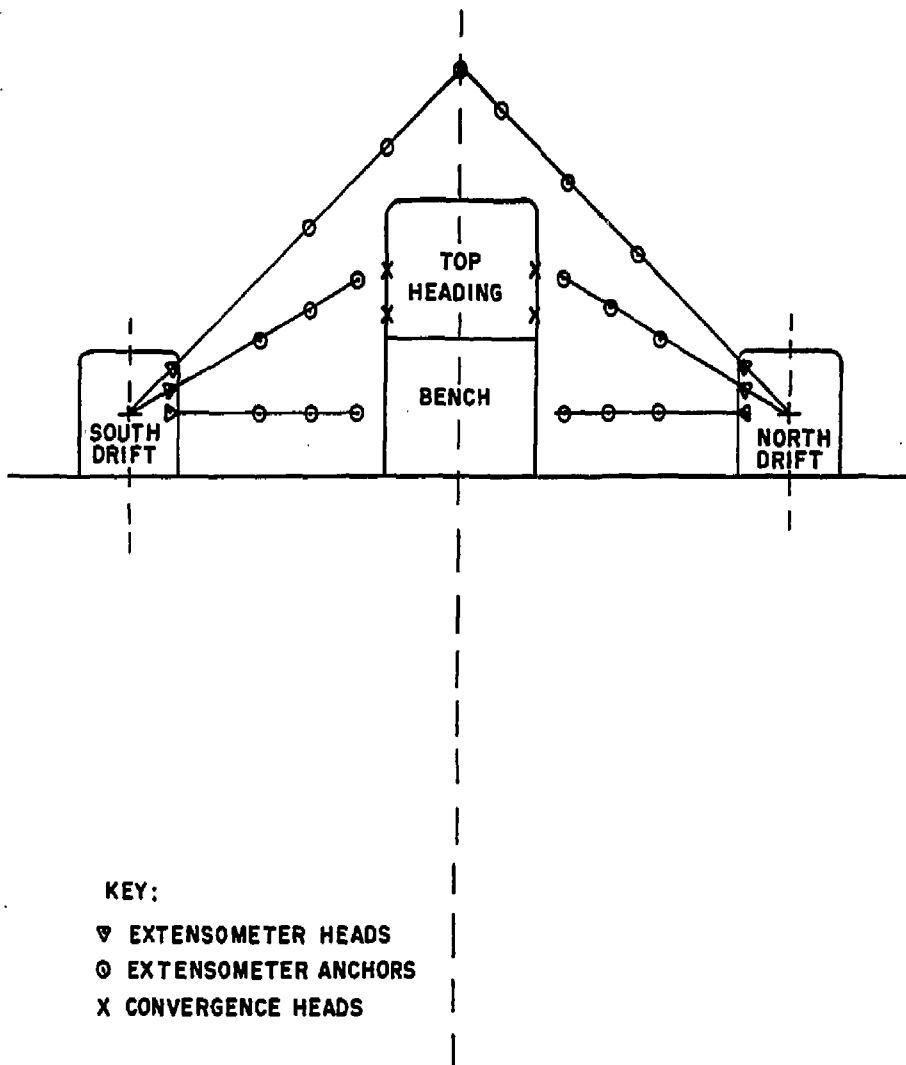 TOP
HEADING
BENCH
SOUTH
DRIFT
NORTH
DRIFT
KEY:
EXTENSOMETER HEADS
EXTENSOMETER ANCHORS
X CONVERGENCE HEADS